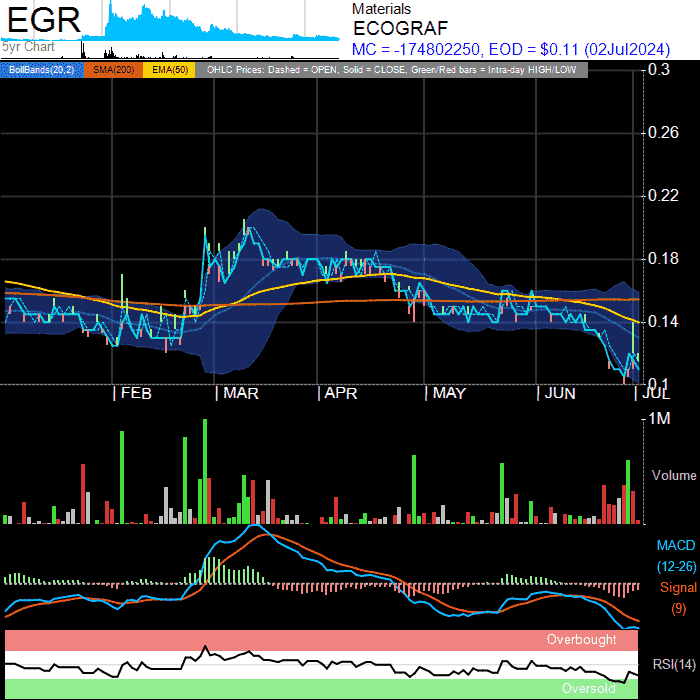 EGR
5yr Chart
Materials
ECOGRAF
MC = -174802250, EOD = $0.11 (02Jul2024)
BollBands(20,2) SMA(200) EMA(50) OHLC Prices: Dashed = OPEN, Solid = CLOSE, Green/Red bars = Intra-day HIGH/LOW
0.3
0.26
0.22
0.18
0.14
0.1
FEB MAR APR MAY JUN JUL
1M
Volume
MACD
(12-26)
Signal
(9)
Overbought
RSI(14)
Oversold